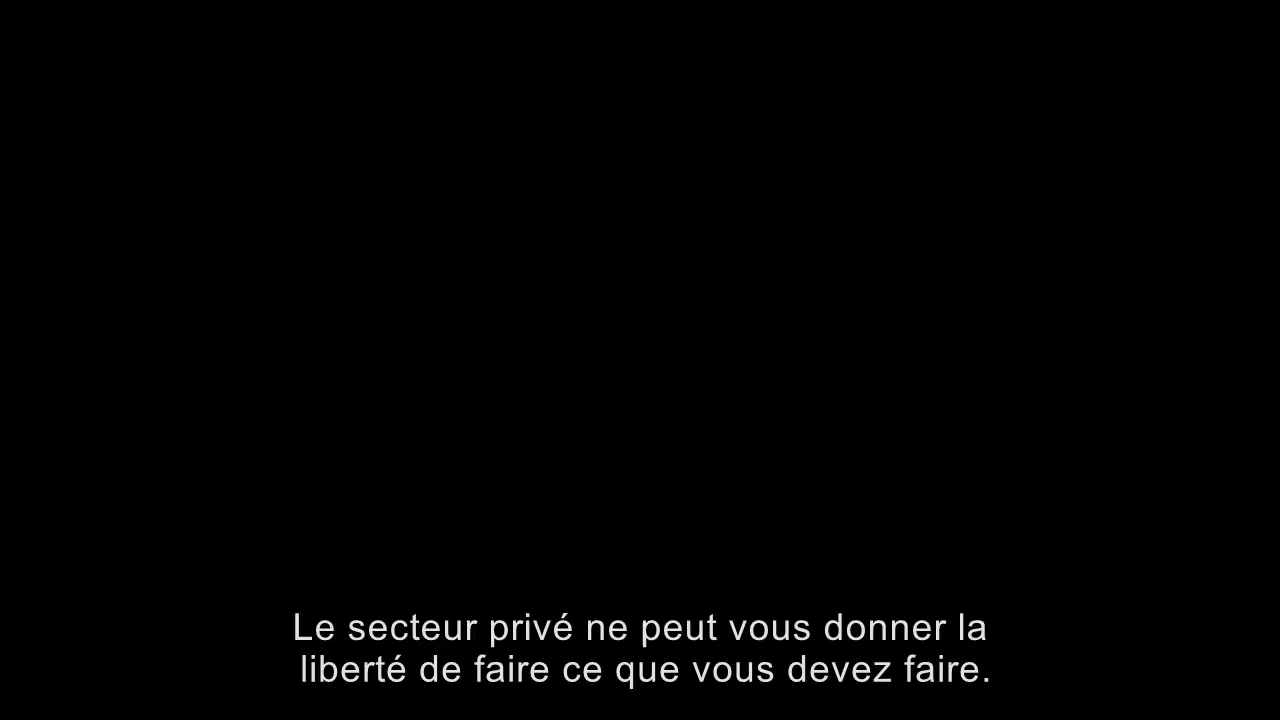 Le secteur privé ne peut vous donner la
liberté de faire ce que vous devez faire.